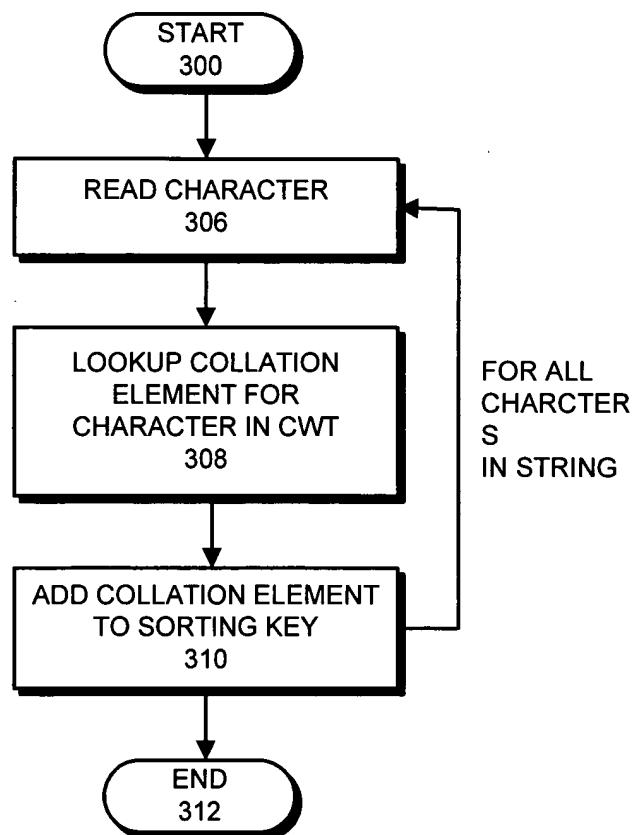 START
300
READ CHARACTER
306
LOOKUP COLLATION
ELEMENT FOR
CHARACTER IN CWT
308
FOR ALL
CHARCTER
S
IN STRING
ADD COLLATION ELEMENT
TO SORTING KEY
310
END
312